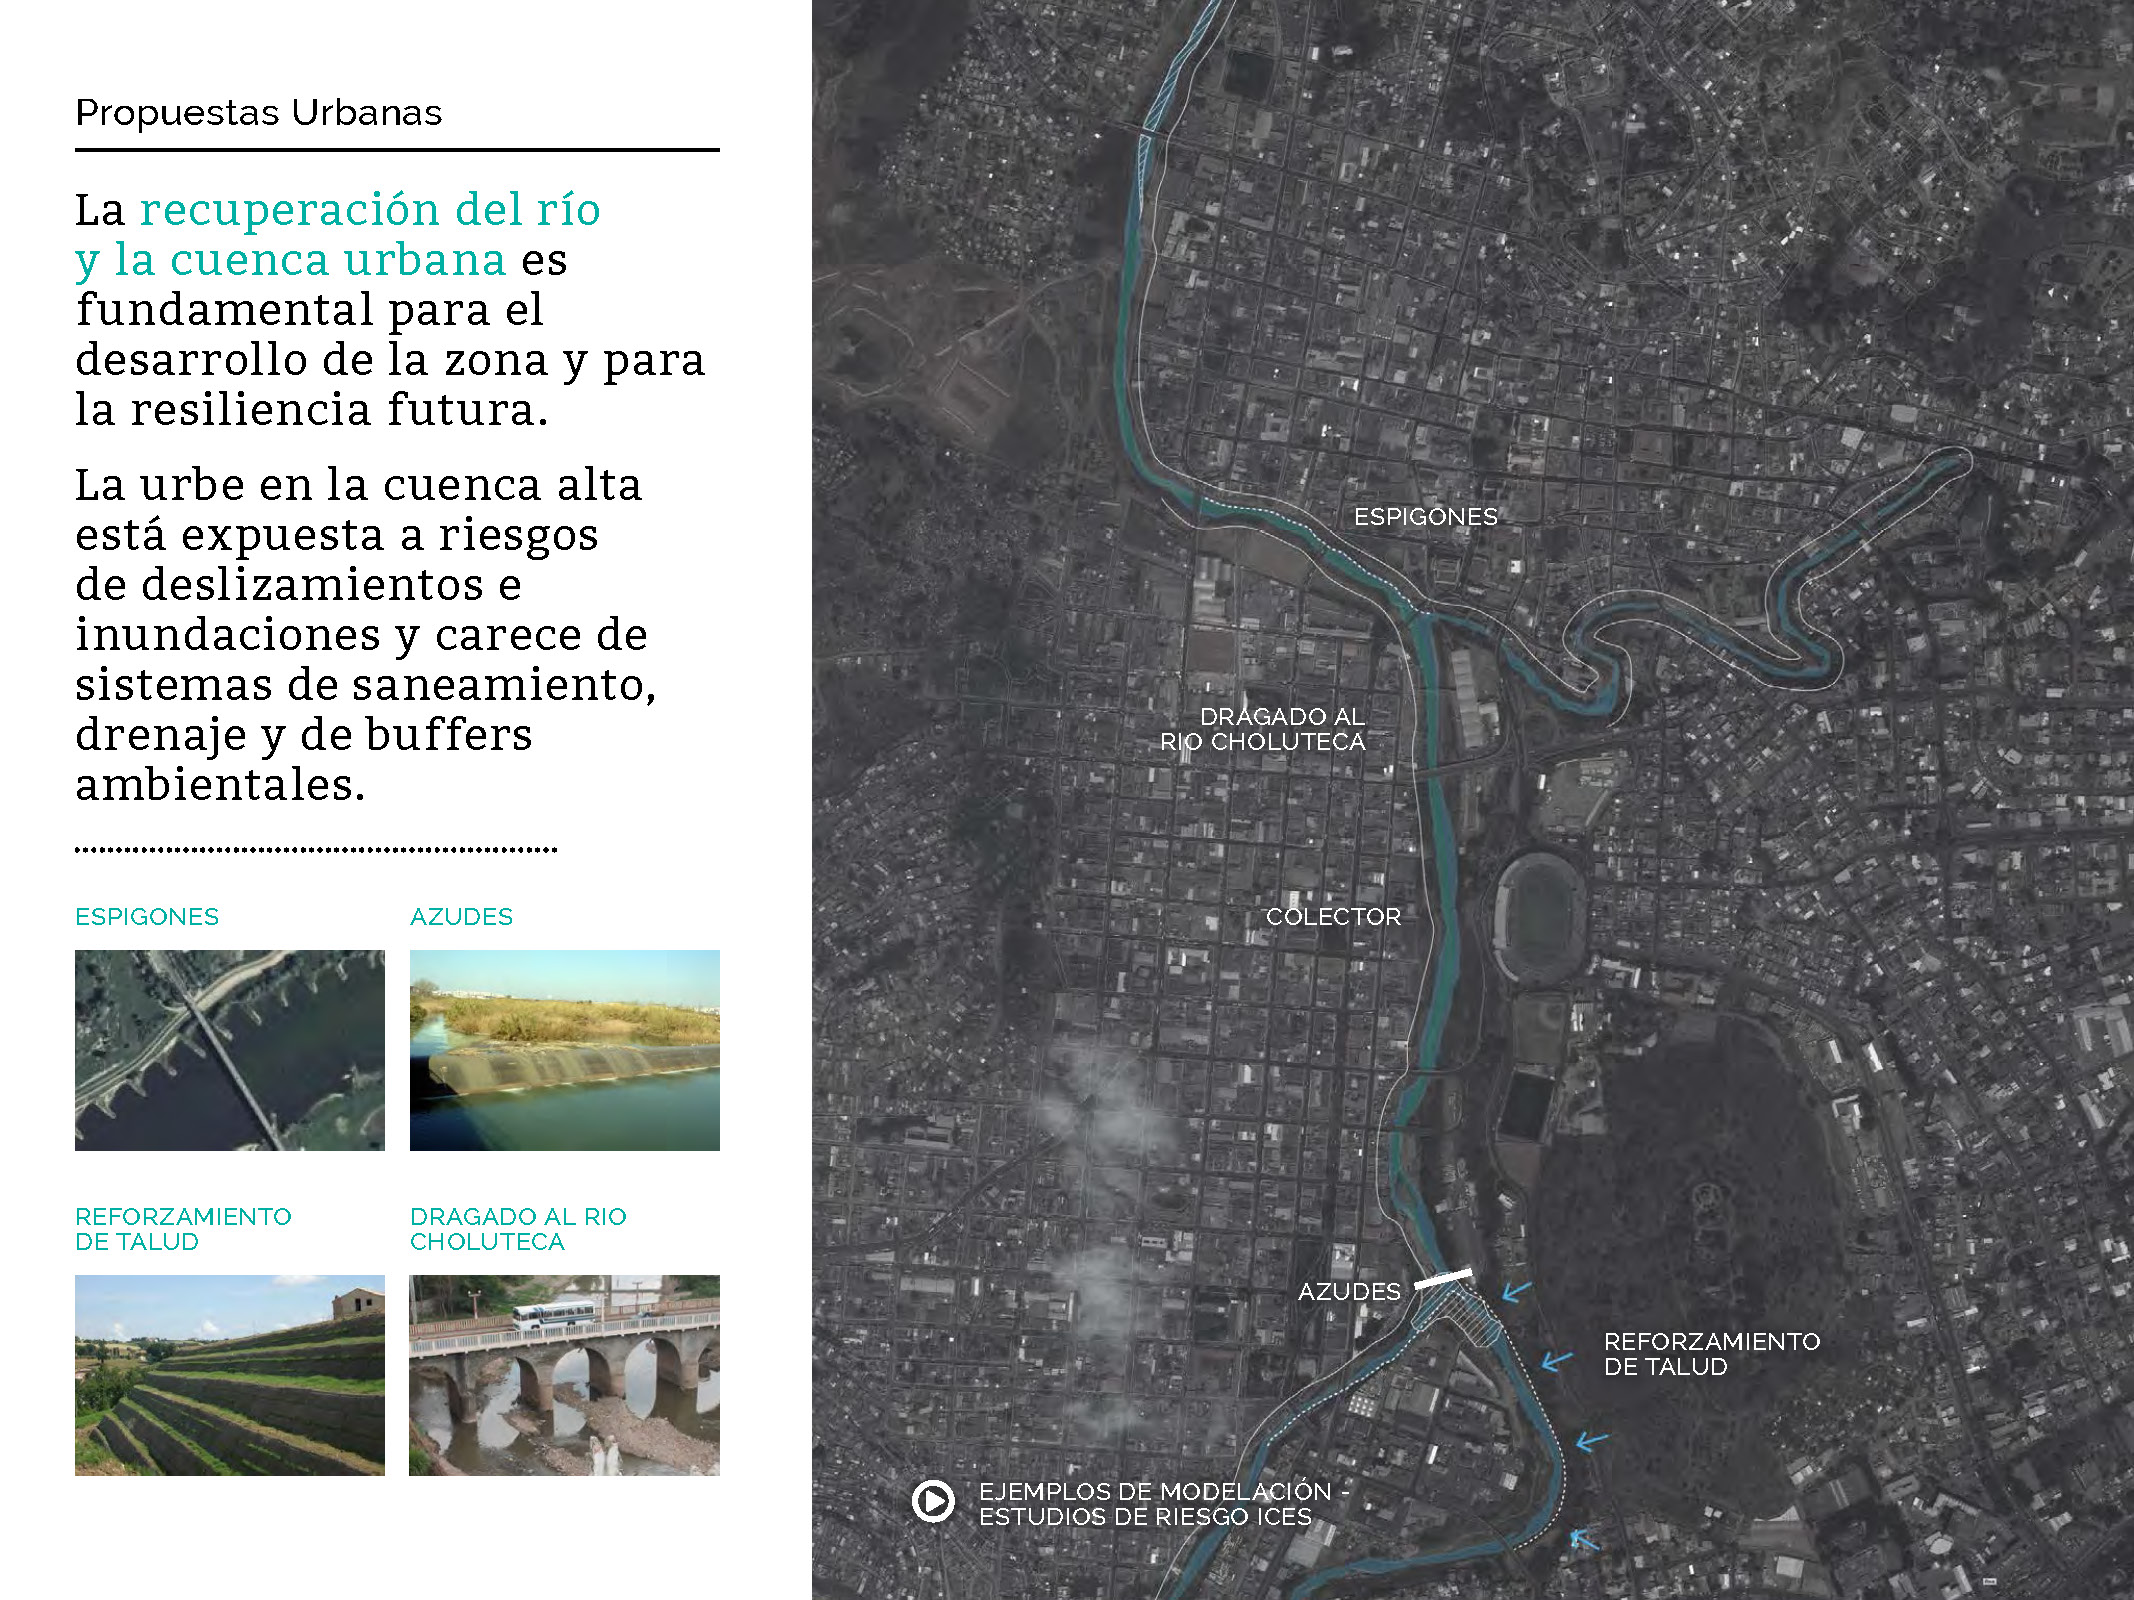 Propuestas Urbanas
La recuperación del río
y la cuenca urbana es
fundamental para el
desarrollo de la zona y para
la resiliencia futura.
La urbe en la cuenca alta
está expuesta a riesgos
de deslizamientos e
inundaciones y carece de
sistemas de saneamiento,
drenaje y de buffers
ambientales.
ESPIGONES
AZUDES
REFORZAMIENTO
DE TALUD
DRAGADO AL RIO
CHOLUTECA
ESPIGONES
DRAGADO AL
RIO CHOLUTECA
COLECTOR
AZUDES
REFORZAMIENTO
DE TALUD
EJEMPLOS DE MODELACIÓN -
ESTUDIOS DE RIESGO ICES